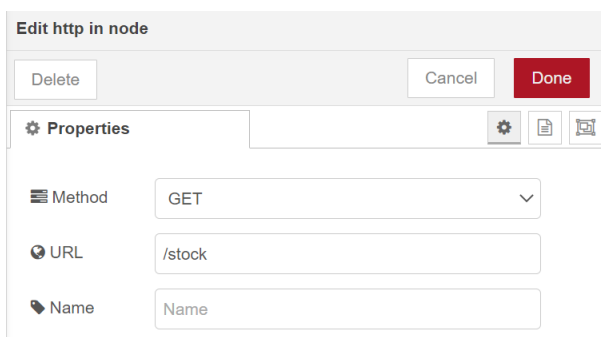 Edit http in node
Delete Cancel Done
Properties
Method GET
URL /stock
Name Name